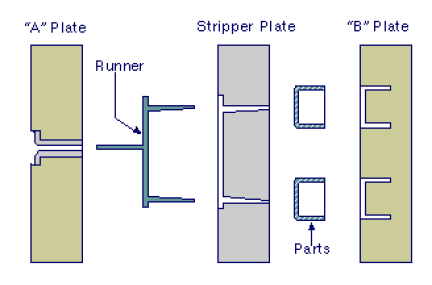 "A" Plate
Stripper Plate
"B" Plate
Runner
Parts